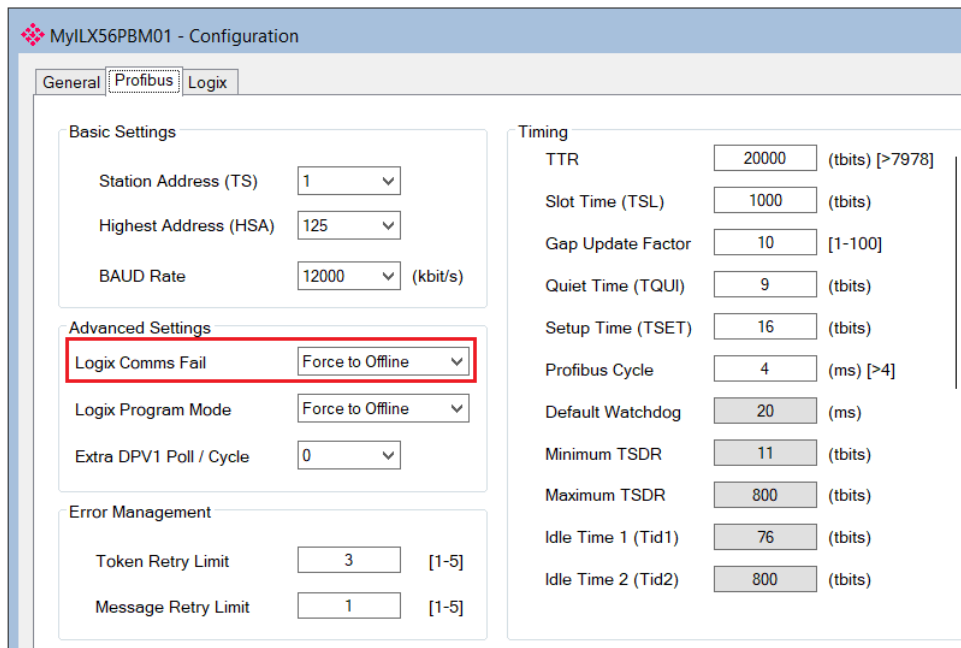 MyILX56PBM01 - Configuration
General Profibus Logix
Basic Settings
Station Address (TS) 1
Highest Address (HSA) 125
BAUD Rate 12000 (kbit/s)
Advanced Settings
Logix Comms Fail Force to Offline
Logix Program Mode Force to Offline
Extra DPV1 Poll / Cycle 0
Error Management
Token Retry Limit 3 [1-5]
Message Retry Limit 1 [1-5]
Timing
TTR 20000 (tbits) [>7978]
Slot Time (TSL) 1000 (tbits)
Gap Update Factor 10 [1-100]
Quiet Time (TQUI) 9 (tbits)
Setup Time (TSET) 16 (tbits)
Profibus Cycle 4 (ms) [>4]
Default Watchdog 20 (ms)
Minimum TSDR 11 (tbits)
Maximum TSDR 800 (tbits)
Idle Time 1 (Tid1) 76 (tbits)
Idle Time 2 (Tid2) 800 (tbits)